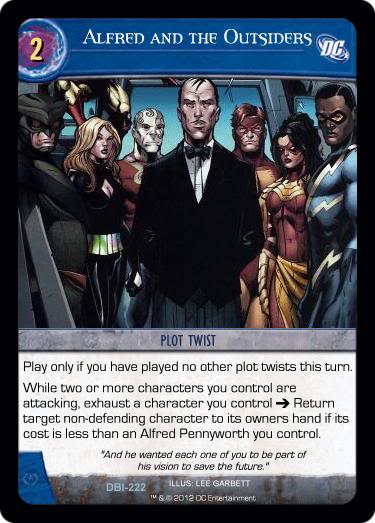 2
ALFRED AND THE OUTSIDERS
DC
PLOT TWIST
Play only if you have played no other plot twists this turn.
While two or more characters you control are
attacking, exhaust a character you control ➔ Return
target non-defending character to its owners hand if its
cost is less than an Alfred Pennyworth you control.
"And he wanted each one of you to be part of
his vision to save the future."
DBI-222
ILLUS: LEE GARBETT
™ & © 2012 DC Entertainment